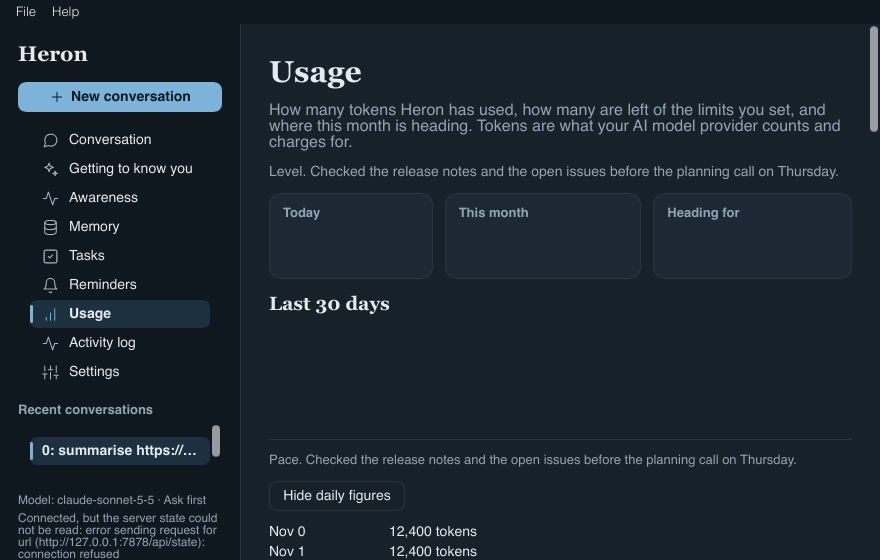 File Help
Heron
New conversation
Conversation
Getting to know you
Awareness
Memory
Tasks
Reminders
Usage
Activity log
Settings
Recent conversations
0: summarise https://...
Model: claude-sonnet-5-5 · Ask first
Connected, but the server state could
not be read: error sending request for
url (http://127.0.0.1:7878/api/state):
connection refused
Usage
How many tokens Heron has used, how many are left of the limits you set, and
where this month is heading. Tokens are what your AI model provider counts and
charges for.
Level. Checked the release notes and the open issues before the planning call on Thursday.
Today
This month
Heading for
Last 30 days
Pace. Checked the release notes and the open issues before the planning call on Thursday.
Hide daily figures
Nov 0 12,400 tokens
Nov 1 12,400 tokens